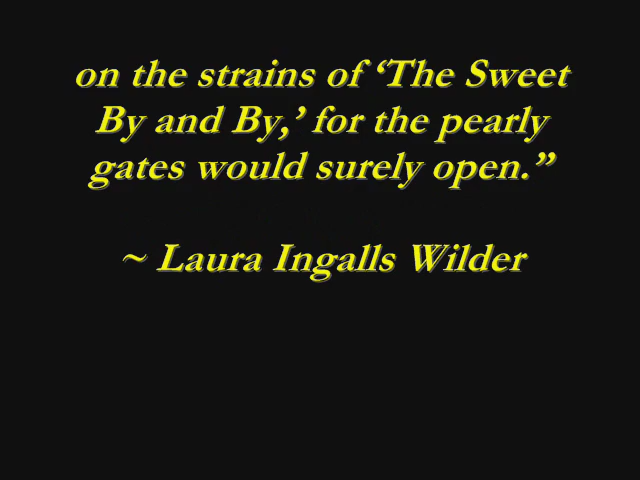 on the strains of ‘The Sweet
By and By,’ for the pearly
gates would surely open.”
~ Laura Ingalls Wilder